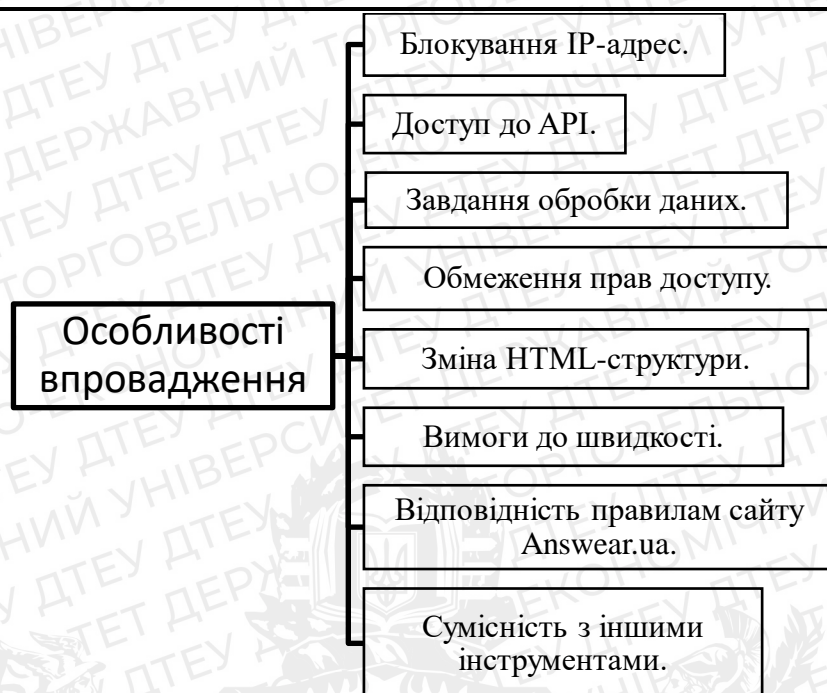 Блокування IP-адрес.
Доступ до API.
Завдання обробки даних.
Обмеження прав доступу.
Особливості
впровадження
Зміна HTML-структури.
Вимоги до швидкості.
Відповідність правилам сайту
Answear.ua.
Сумісність з іншими
інструментами.